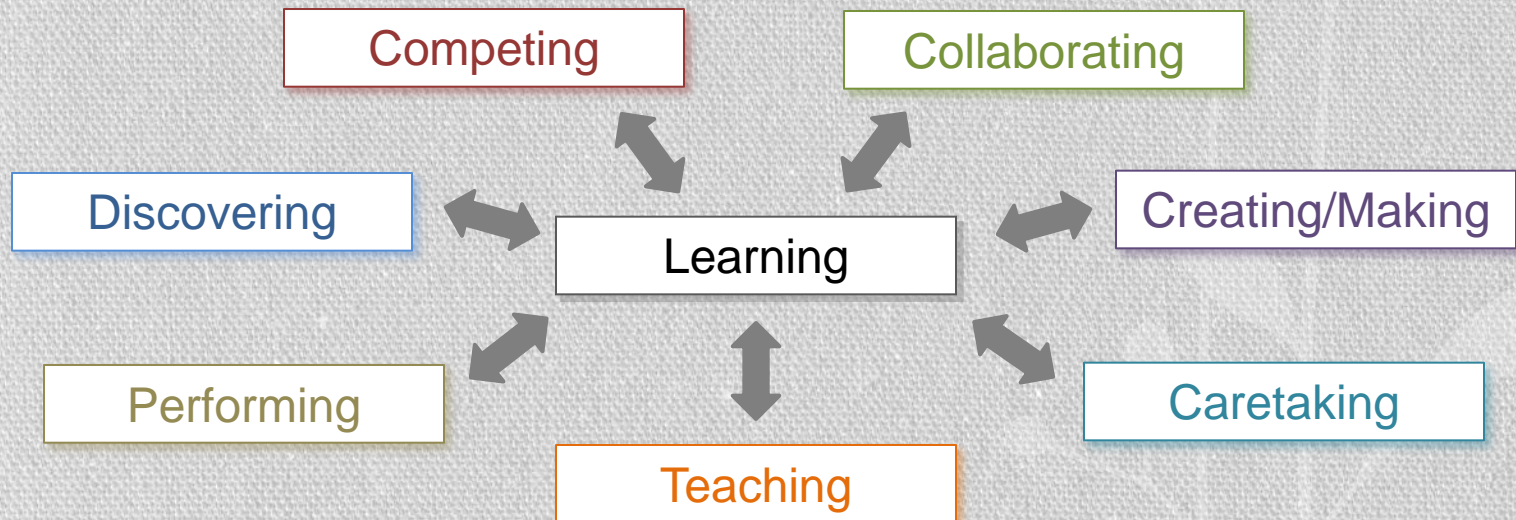 Competing
Collaborating
Discovering
Creating/Making
Learning
Performing
Caretaking
Teaching